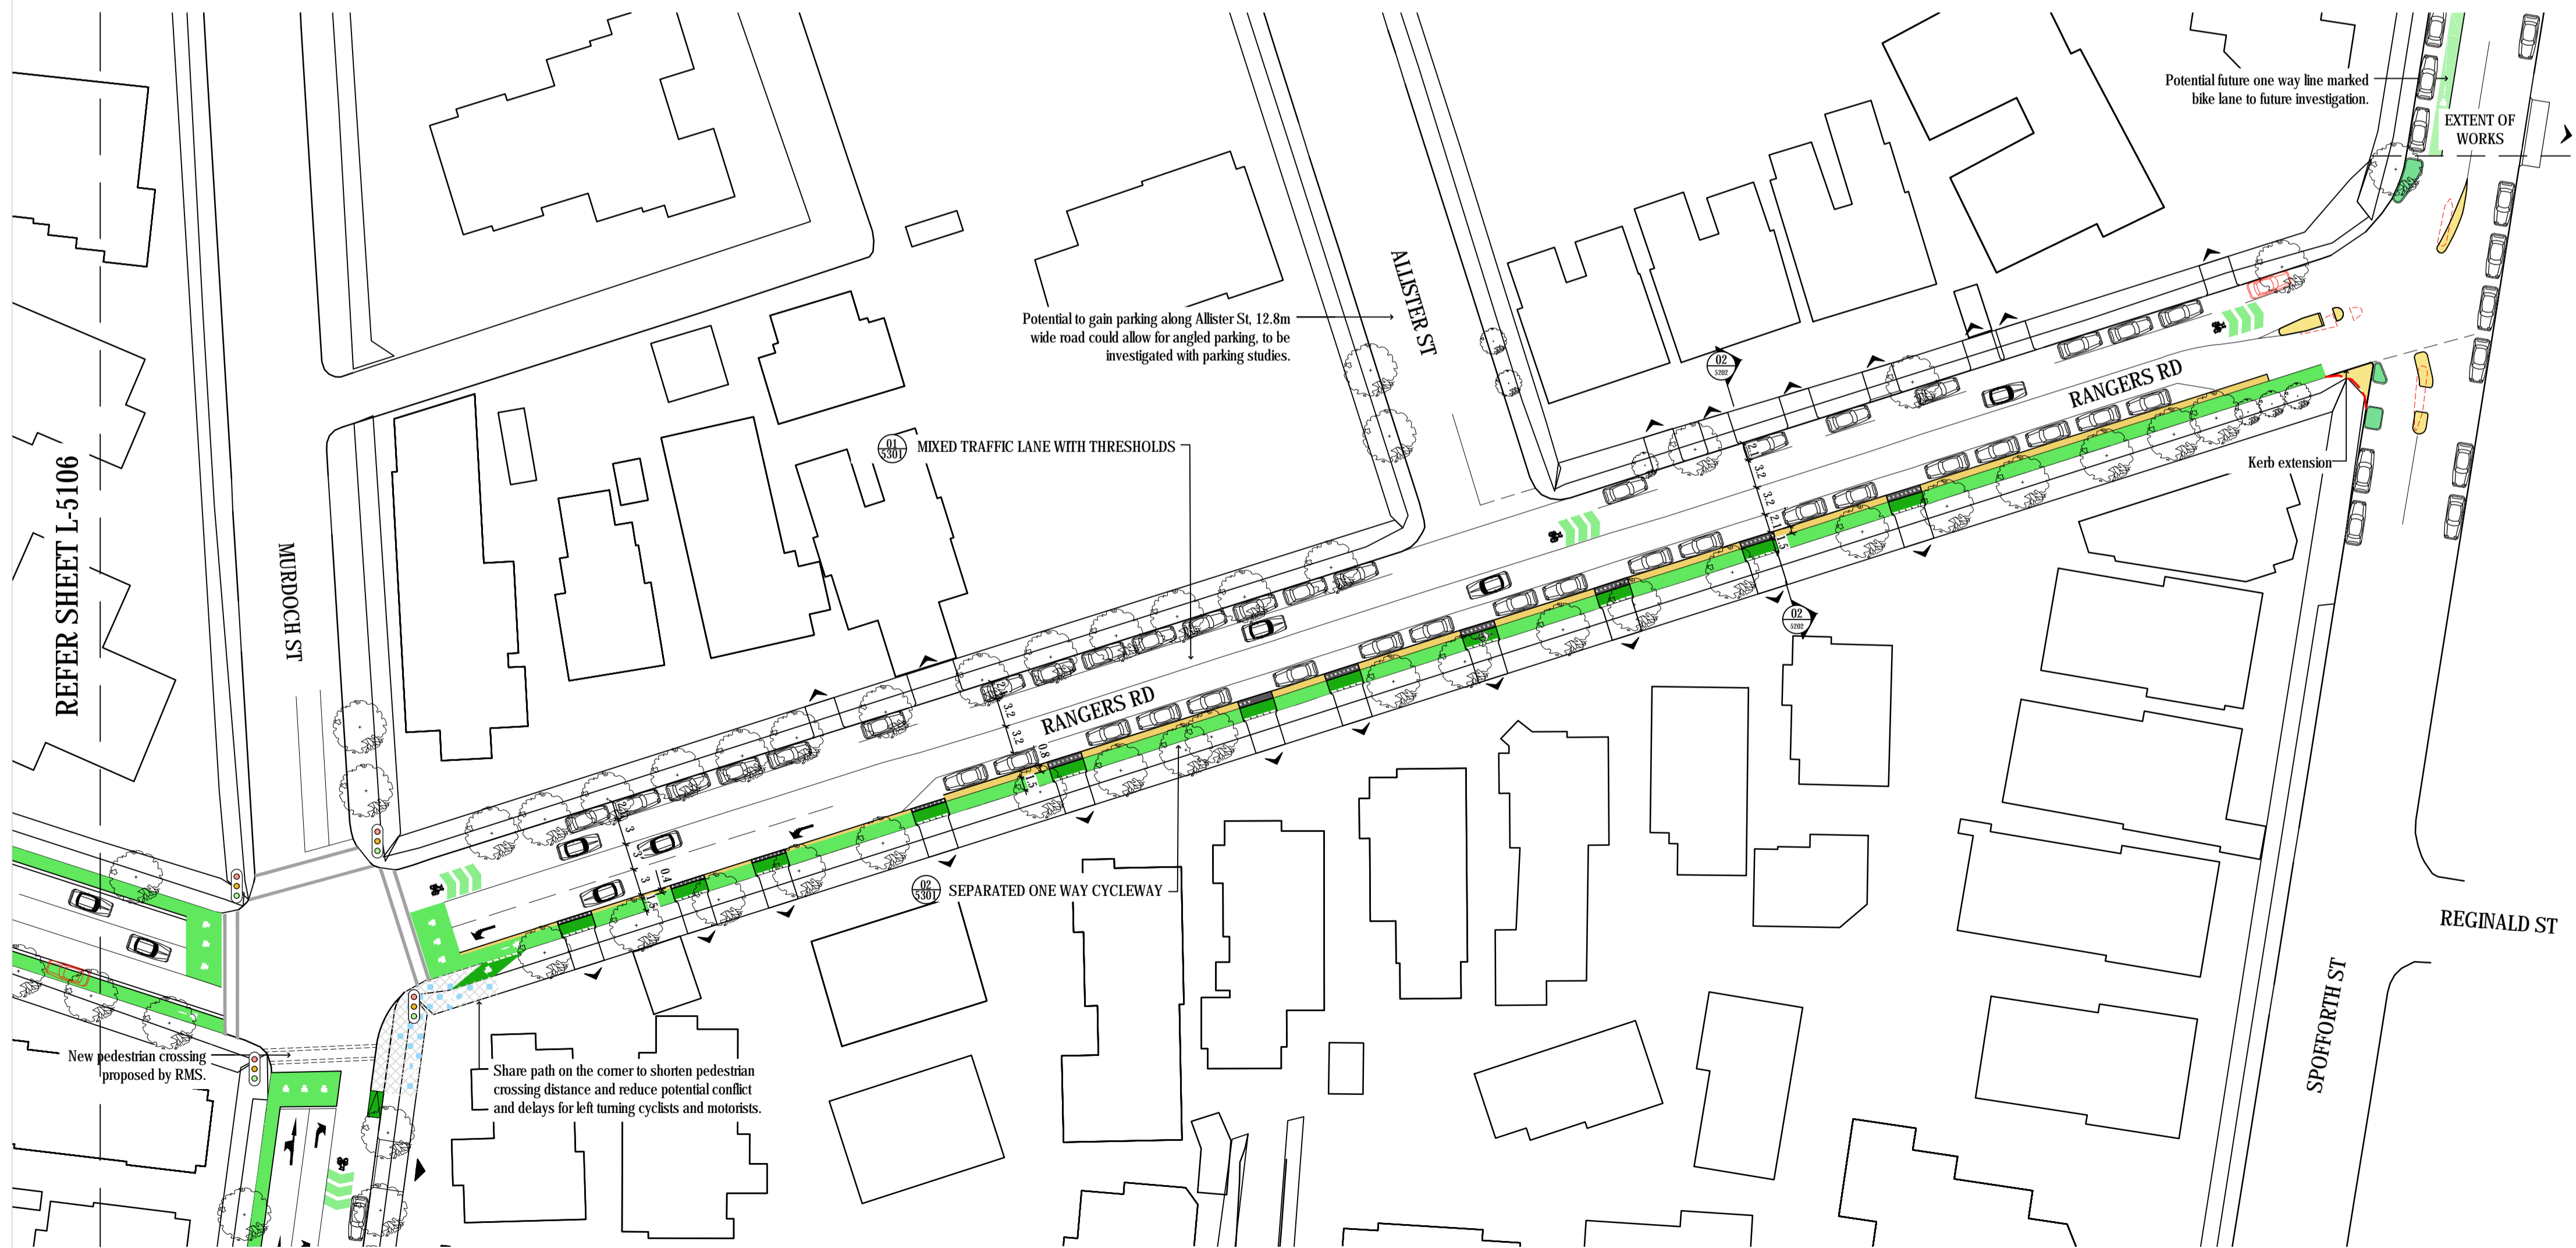 Potential future one way line marked
bike lane to future investigation.
EXTENT OF
WORKS
ALLISTER ST
Potential to gain parking along Allister St, 12.8m
wide road could allow for angled parking, to be
investigated with parking studies.
02
5202
RANGERS RD
01
5301
MIXED TRAFFIC LANE WITH THRESHOLDS
Kerb extension
2.1
3.2
3.2
2.1
1.5
REFER SHEET L-5106
MURDOCH ST
02
5202
3.2
3.2
0.8
1.5
RANGERS RD
3
3
3
0.4
02
5301
SEPARATED ONE WAY CYCLEWAY
REGINALD ST
SPOFFORTH ST
New pedestrian crossing
proposed by RMS.
Share path on the corner to shorten pedestrian
crossing distance and reduce potential conflict
and delays for left turning cyclists and motorists.